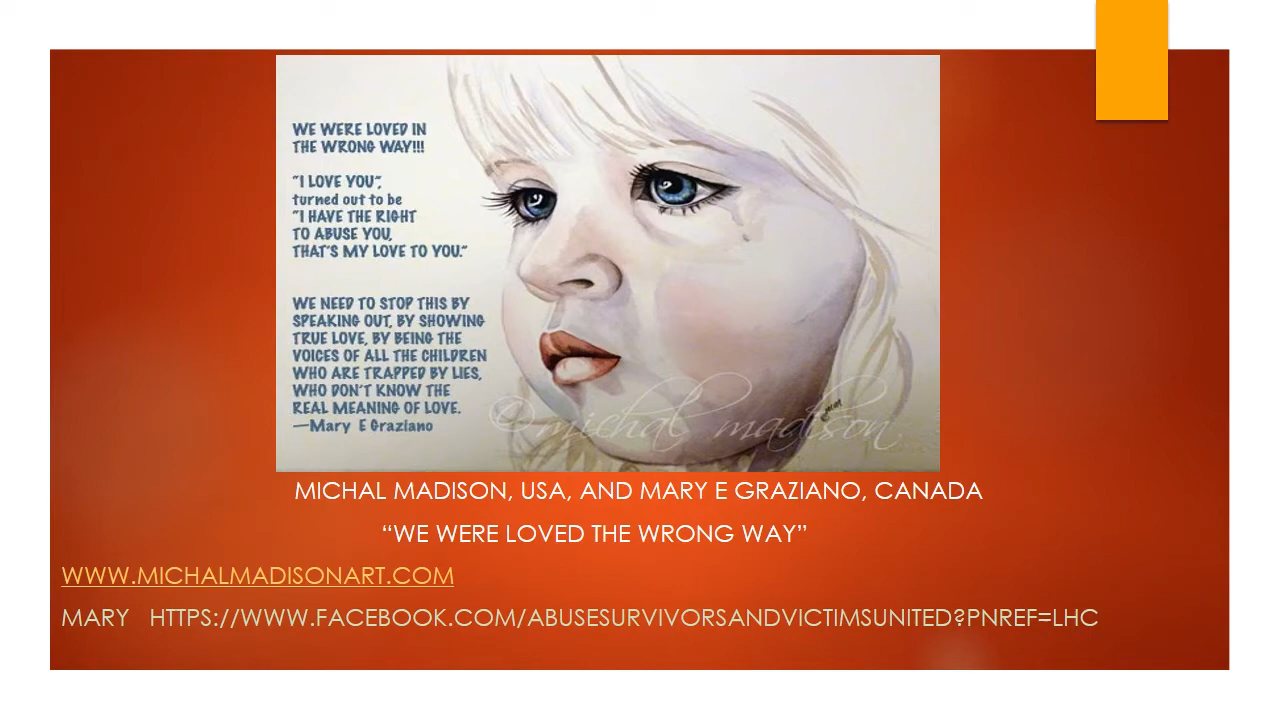 WE WERE LOVED IN
THE WRONG WAY!!!
"I LOVE YOU",
turned out to be
"I HAVE THE RIGHT
TO ABUSE YOU,
THAT'S MY LOVE TO YOU."
WE NEED TO STOP THIS BY
SPEAKING OUT, BY SHOWING
TRUE LOVE, BY BEING THE
VOICES OF ALL THE CHILDREN
WHO ARE TRAPPED BY LIES,
WHO DON'T KNOW THE
REAL MEANING OF LOVE.
—Mary E Graziano
©michal madison
MICHAL MADISON, USA, AND MARY E GRAZIANO, CANADA
“WE WERE LOVED THE WRONG WAY”
WWW.MICHALMADISONART.COM
MARY HTTPS://WWW.FACEBOOK.COM/ABUSESURVIVORSANDVICTIMSUNITED?PNREF=LHC